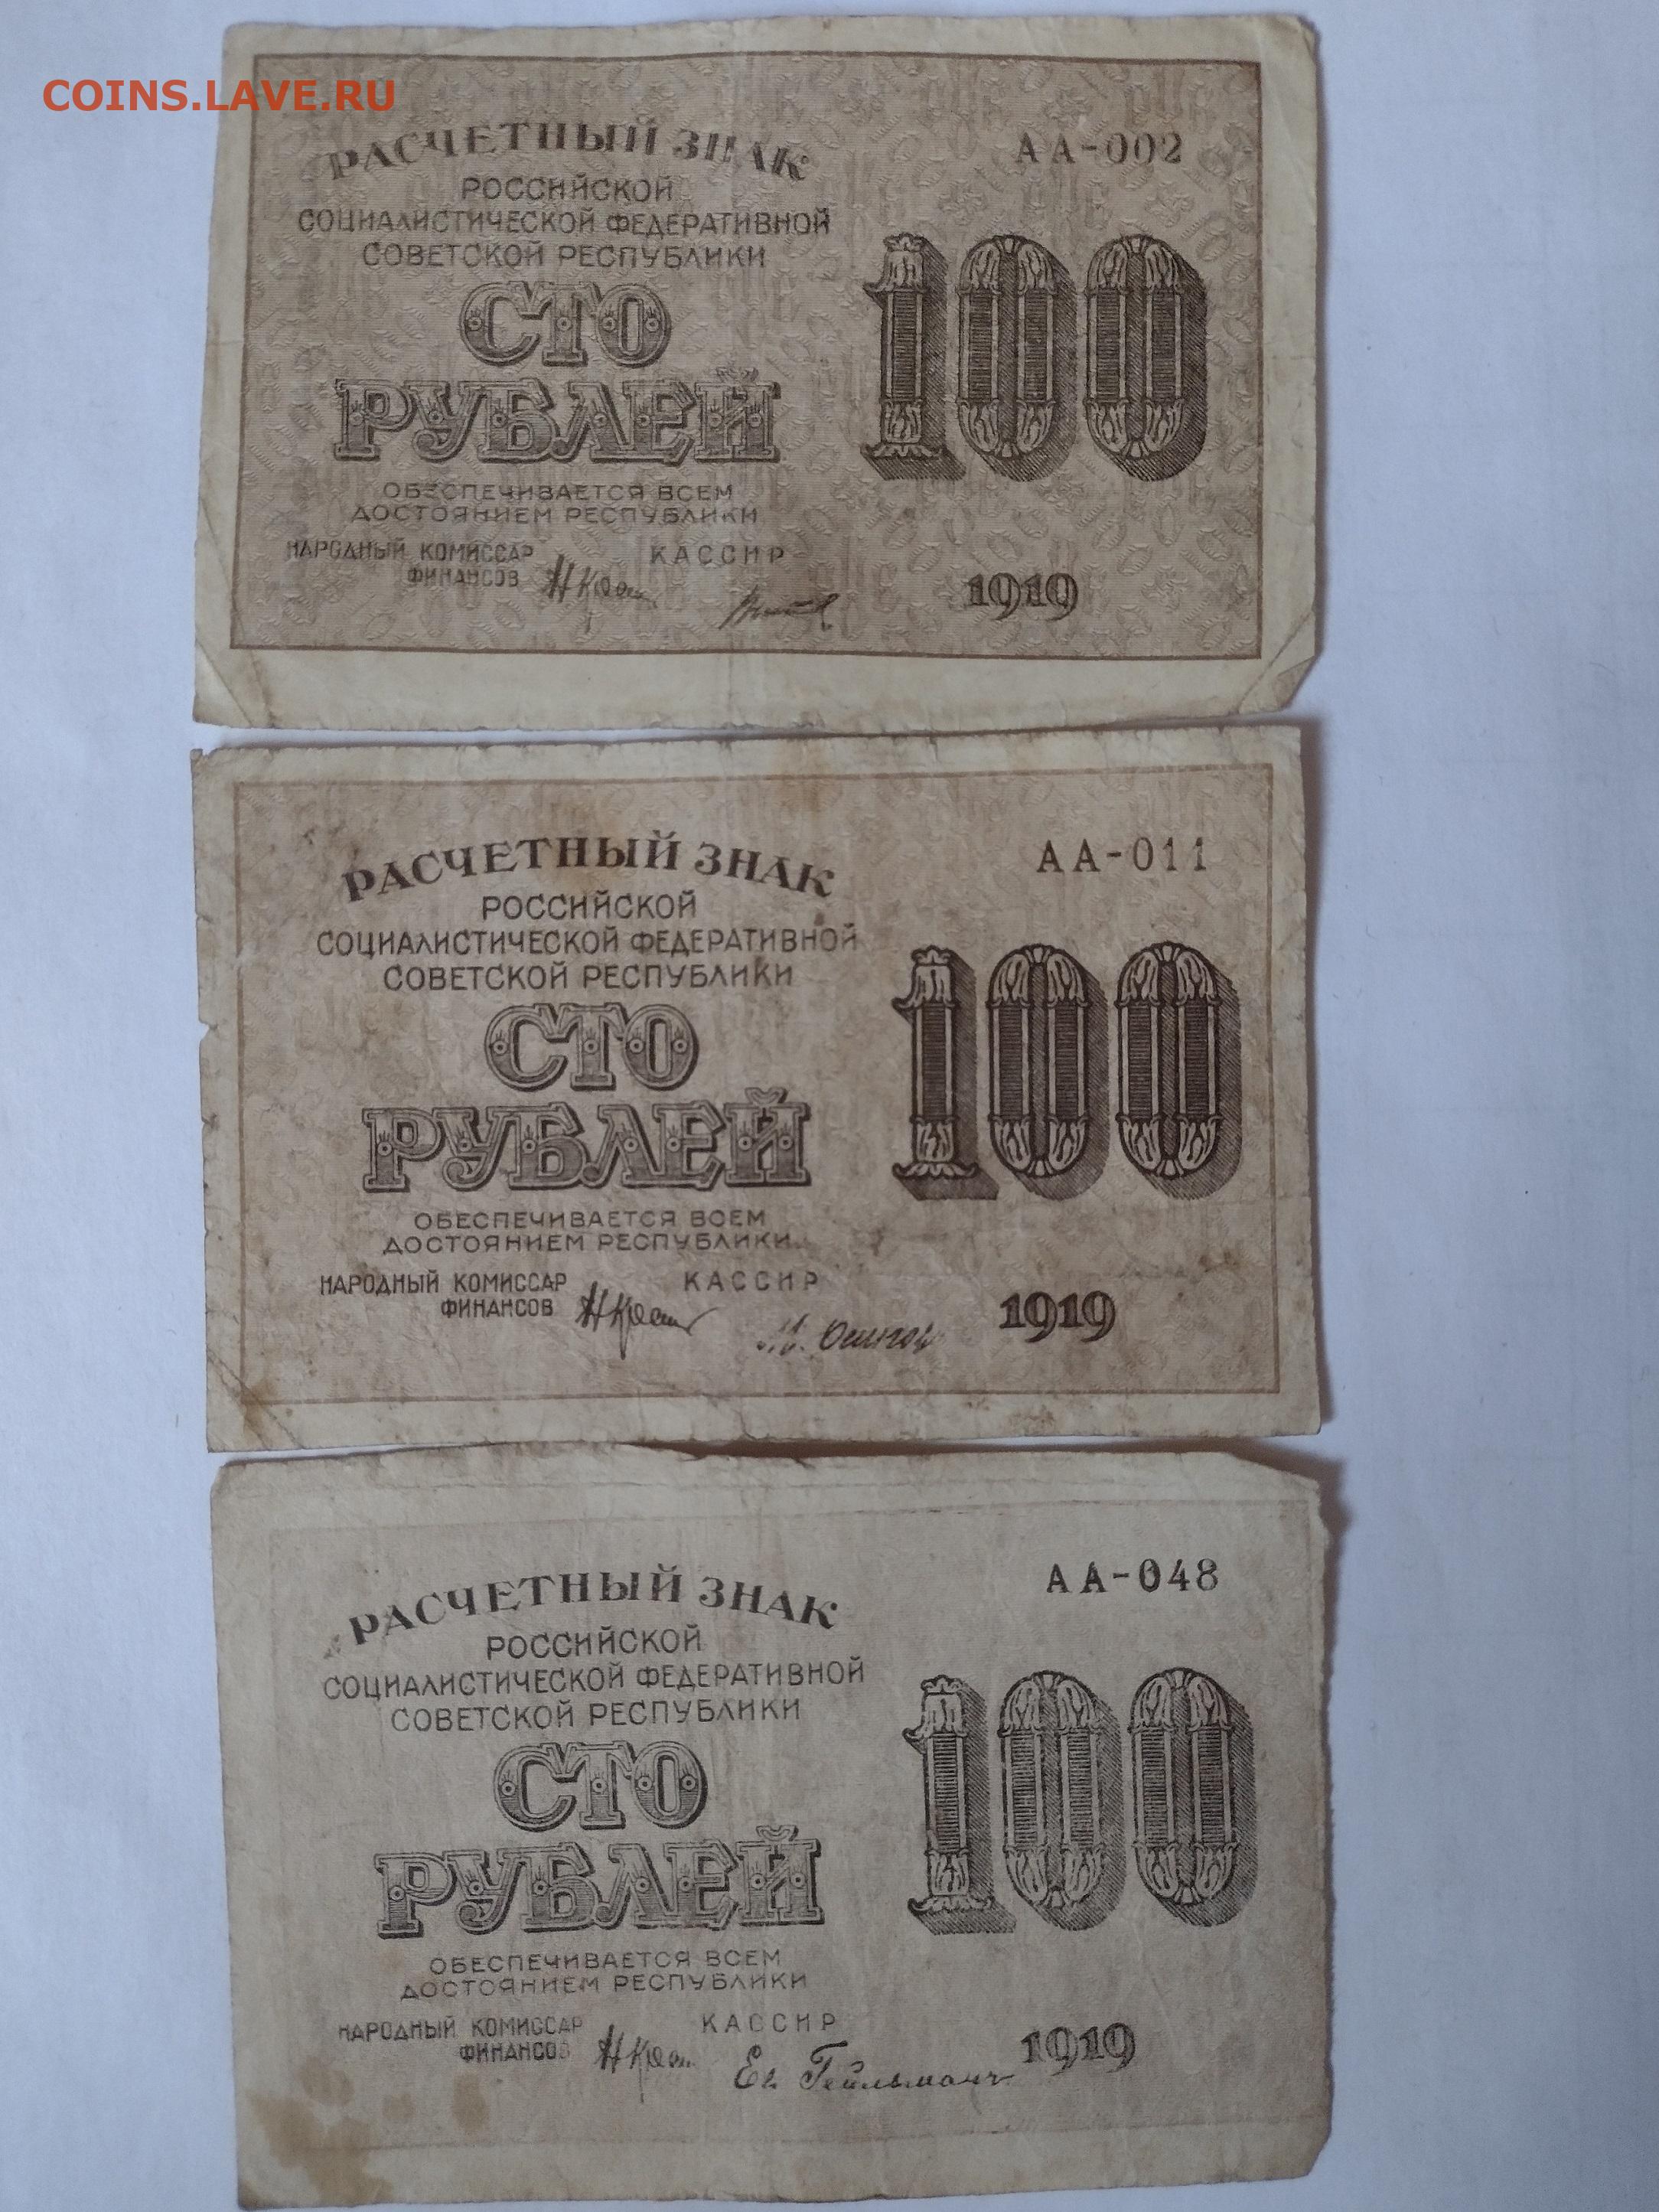 COINS.LAVE.RU
РАСЧЕТНЫЙ ЗНАК
АА-002
РОССИЙСКОЙ
СОЦИАЛИСТИЧЕСКОЙ ФЕДЕРАТИВНОЙ
СОВЕТСКОЙ РЕСПУБЛИКИ
СТО
РУБЛЕЙ
100
ОБЕСПЕЧИВАЕТСЯ ВСЕМ
ДОСТОЯНИЕМ РЕСПУБЛИКИ
НАРОДНЫЙ КОМИССАР
ФИНАНСОВ
КАССИР
1919
РАСЧЕТНЫЙ ЗНАК
АА-011
РОССИЙСКОЙ
СОЦИАЛИСТИЧЕСКОЙ ФЕДЕРАТИВНОЙ
СОВЕТСКОЙ РЕСПУБЛИКИ
СТО
РУБЛЕЙ
100
ОБЕСПЕЧИВАЕТСЯ ВСЕМ
ДОСТОЯНИЕМ РЕСПУБЛИКИ
НАРОДНЫЙ КОМИССАР
ФИНАНСОВ
КАССИР
1919
РАСЧЕТНЫЙ ЗНАК
АА-048
РОССИЙСКОЙ
СОЦИАЛИСТИЧЕСКОЙ ФЕДЕРАТИВНОЙ
СОВЕТСКОЙ РЕСПУБЛИКИ
СТО
РУБЛЕЙ
100
ОБЕСПЕЧИВАЕТСЯ ВСЕМ
ДОСТОЯНИЕМ РЕСПУБЛИКИ
НАРОДНЫЙ КОМИССАР
ФИНАНСОВ
КАССИР
Гейльманъ
1919